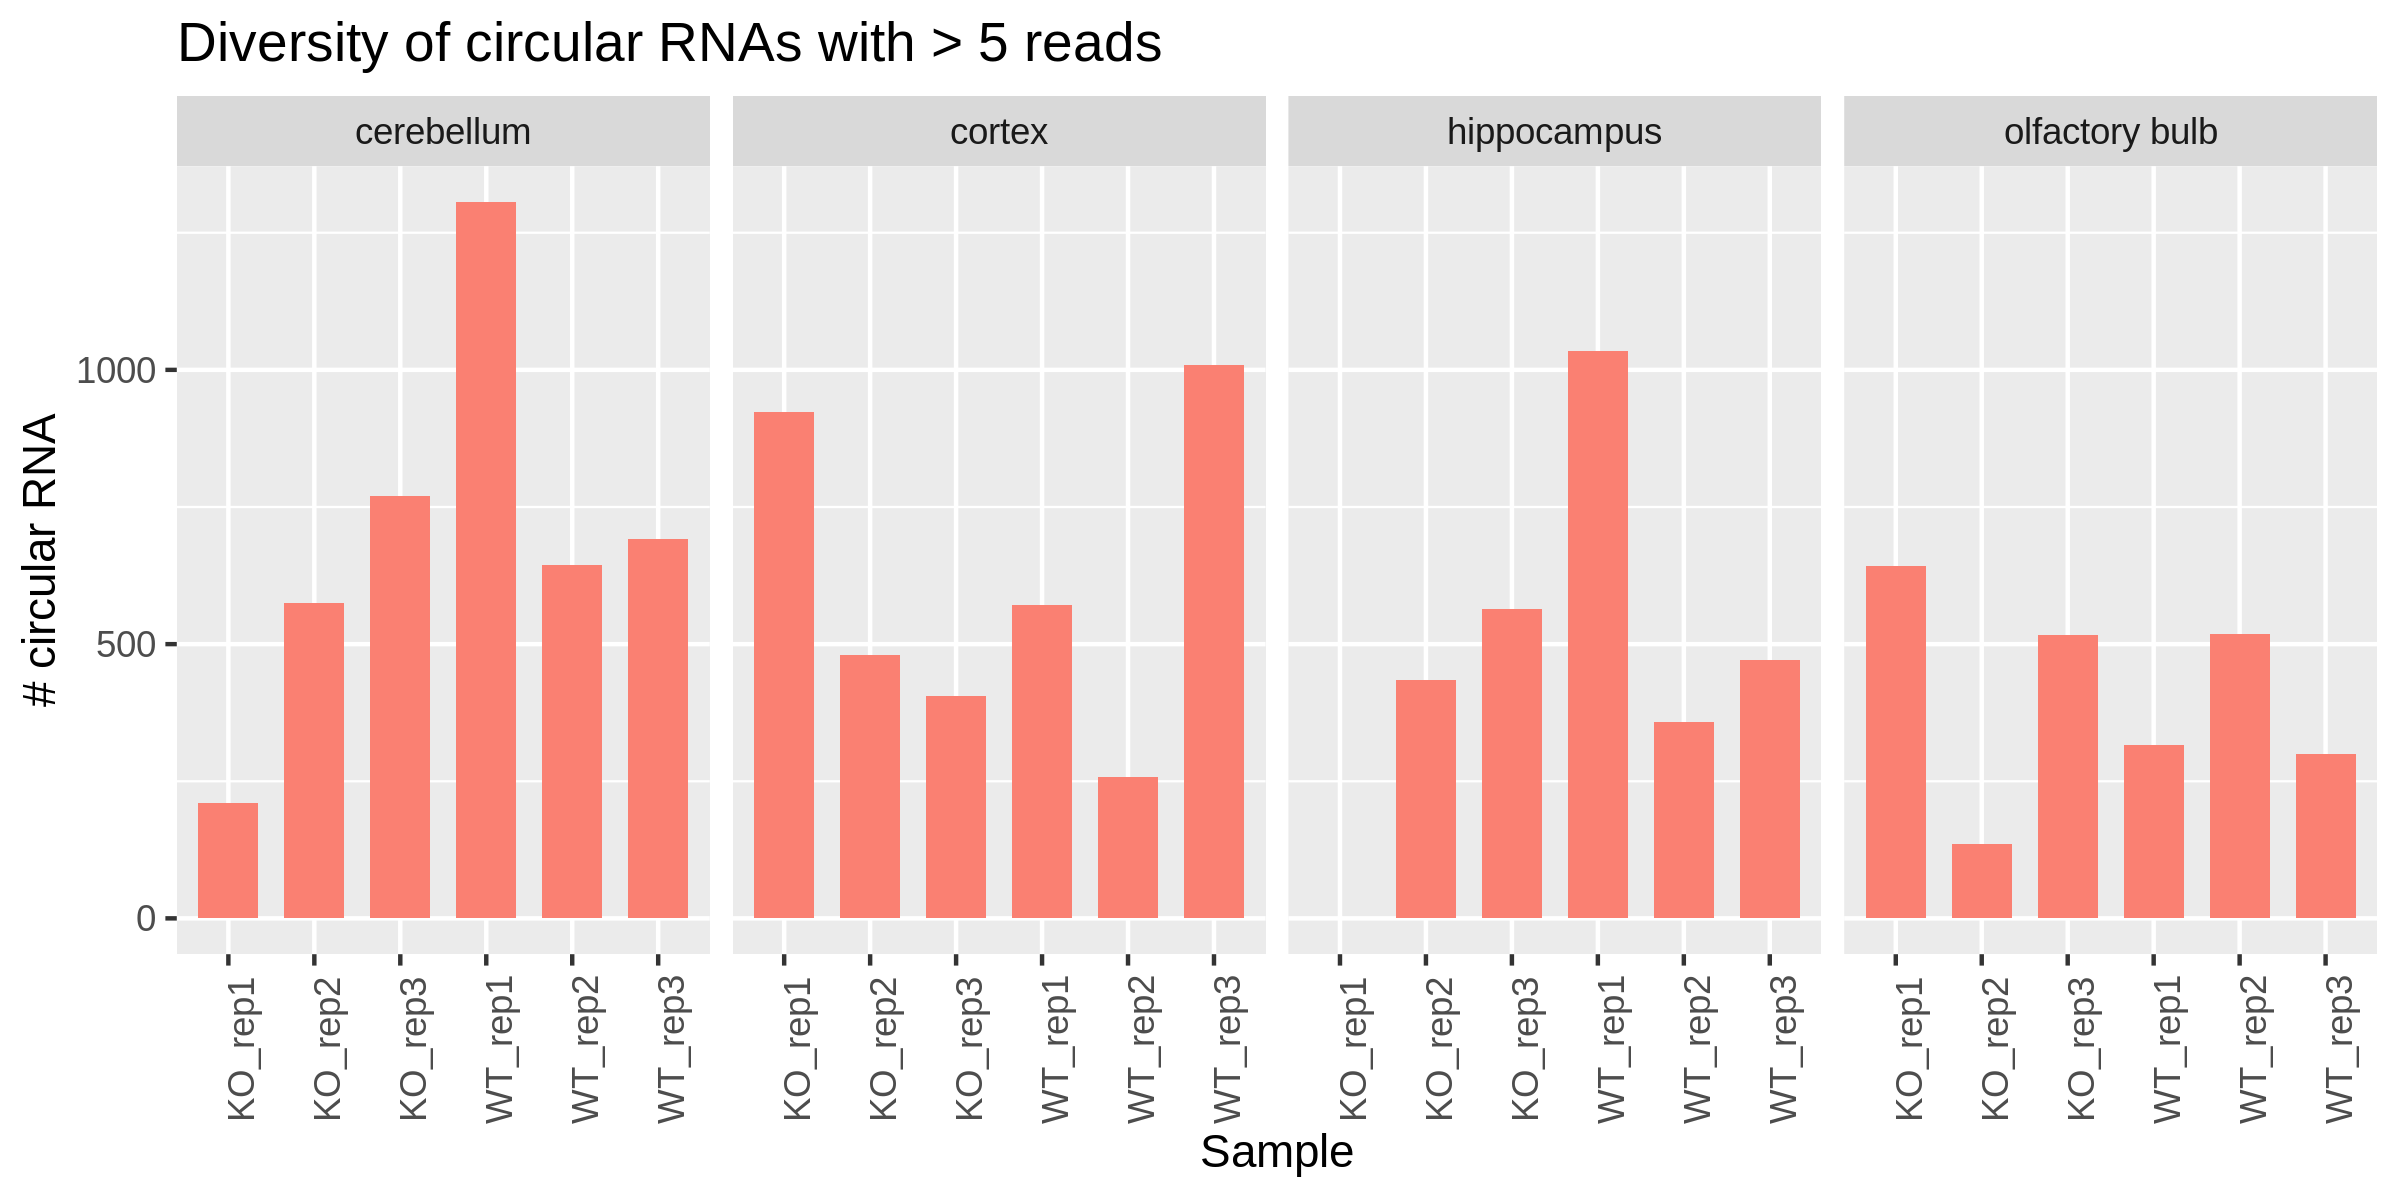 Diversity of circular RNAs with > 5 reads
cerebellum
cortex
hippocampus
olfactory bulb
# circular RNA
1000
500
0
KO_rep1
KO_rep2
KO_rep3
WT_rep1
WT_rep2
WT_rep3
KO_rep1
KO_rep2
KO_rep3
WT_rep1
WT_rep2
WT_rep3
KO_rep1
KO_rep2
KO_rep3
WT_rep1
WT_rep2
WT_rep3
KO_rep1
KO_rep2
KO_rep3
WT_rep1
WT_rep2
WT_rep3
Sample